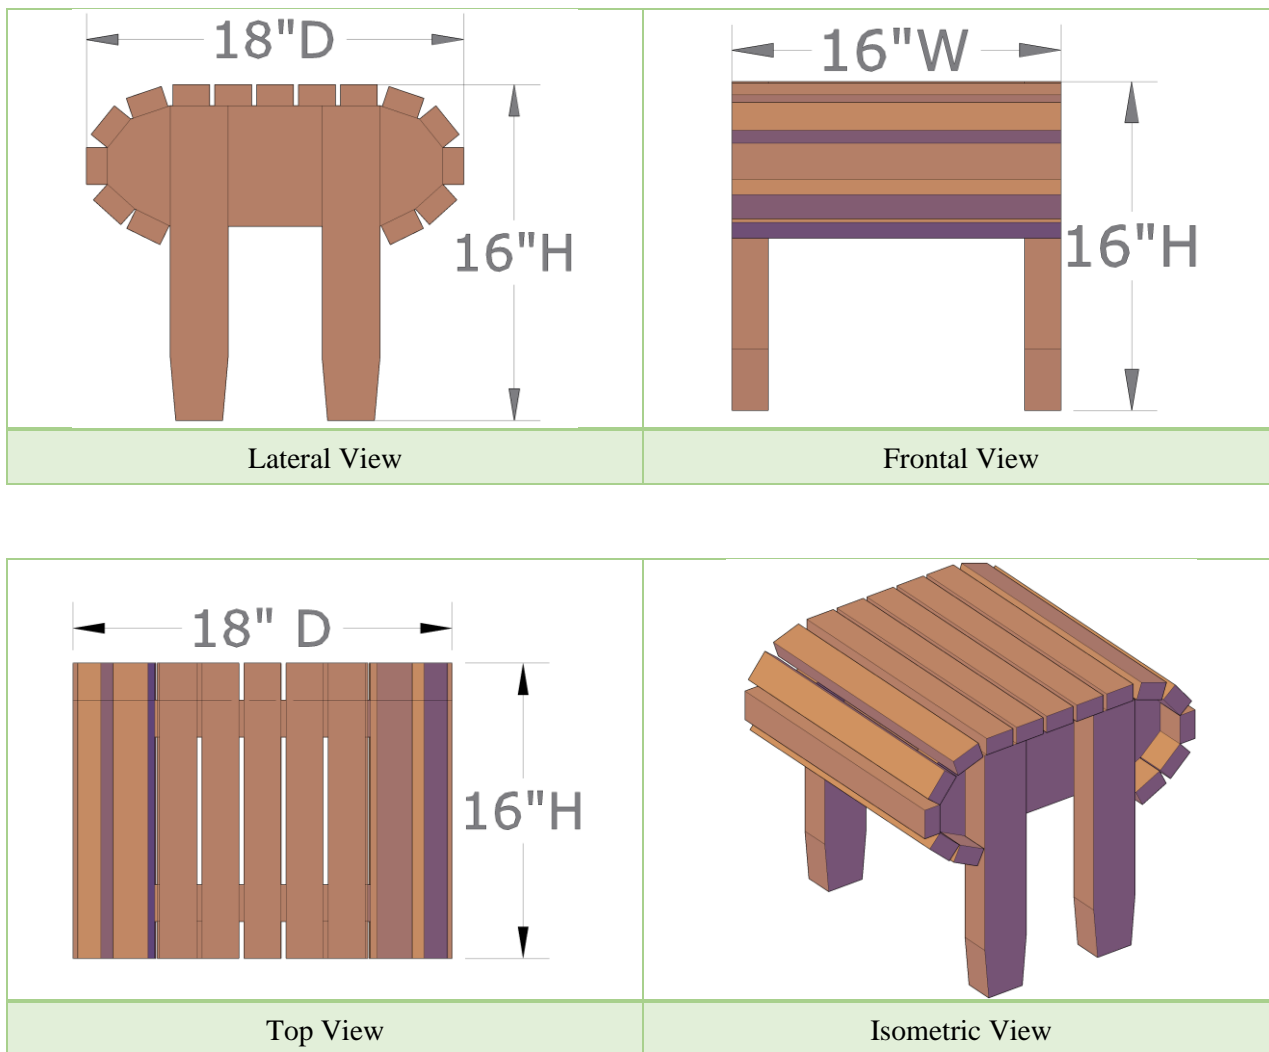 18"D
16"H
Lateral View
16"W
16"H
Frontal View
18" D
16"H
Top View
Isometric View